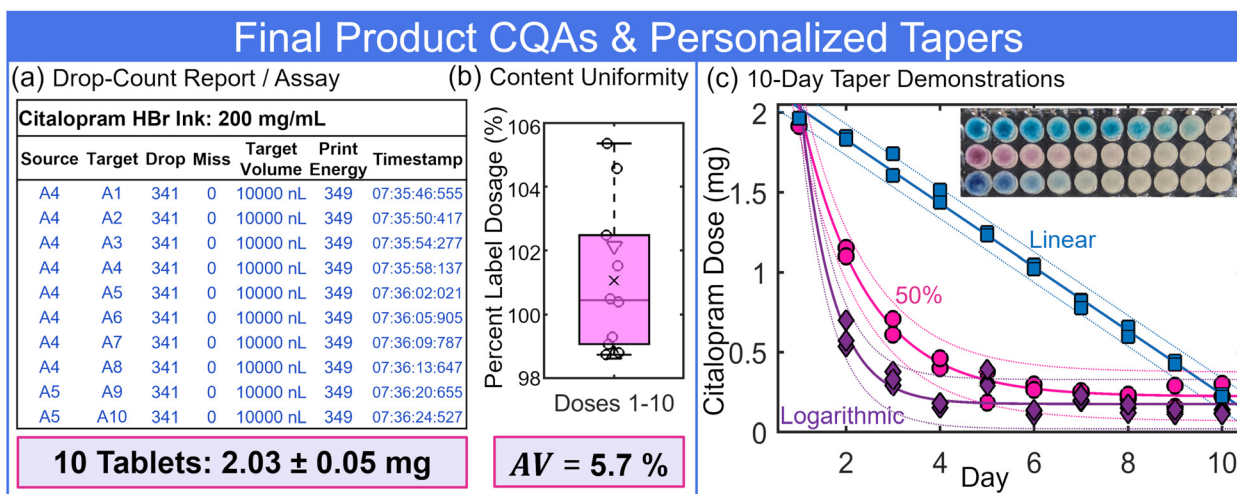 Final Product CQAs & Personalized Tapers
(a) Drop-Count Report / Assay
Citalopram HBr Ink: 200 mg/mL
Source Target Drop Miss Target Volume Print Energy Timestamp
A4 A1 341 0 10000 nL 349 07:35:46:555
A4 A2 341 0 10000 nL 349 07:35:50:417
A4 A3 341 0 10000 nL 349 07:35:54:277
A4 A4 341 0 10000 nL 349 07:35:58:137
A4 A5 341 0 10000 nL 349 07:36:02:021
A4 A6 341 0 10000 nL 349 07:36:05:905
A4 A7 341 0 10000 nL 349 07:36:09:787
A4 A8 341 0 10000 nL 349 07:36:13:647
A5 A9 341 0 10000 nL 349 07:36:20:655
A5 A10 341 0 10000 nL 349 07:36:24:527
10 Tablets: 2.03 ± 0.05 mg
(b) Content Uniformity
Percent Label Dosage (%)
106
104
102
100
98
Doses 1-10
AV = 5.7 %
(c) 10-Day Taper Demonstrations
Citalopram Dose (mg)
2
1.5
1
0.5
0
Linear
50%
Logarithmic
2 4 6 8 10
Day